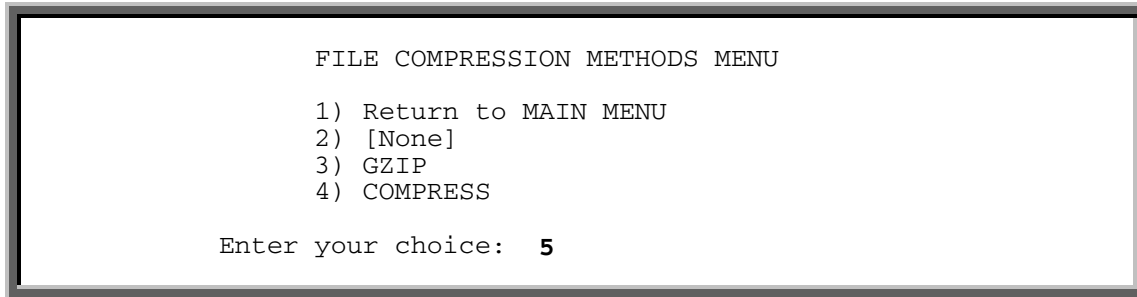 FILE COMPRESSION METHODS MENU
1) Return to MAIN MENU
2) [None]
3) GZIP
4) COMPRESS
Enter your choice: 5